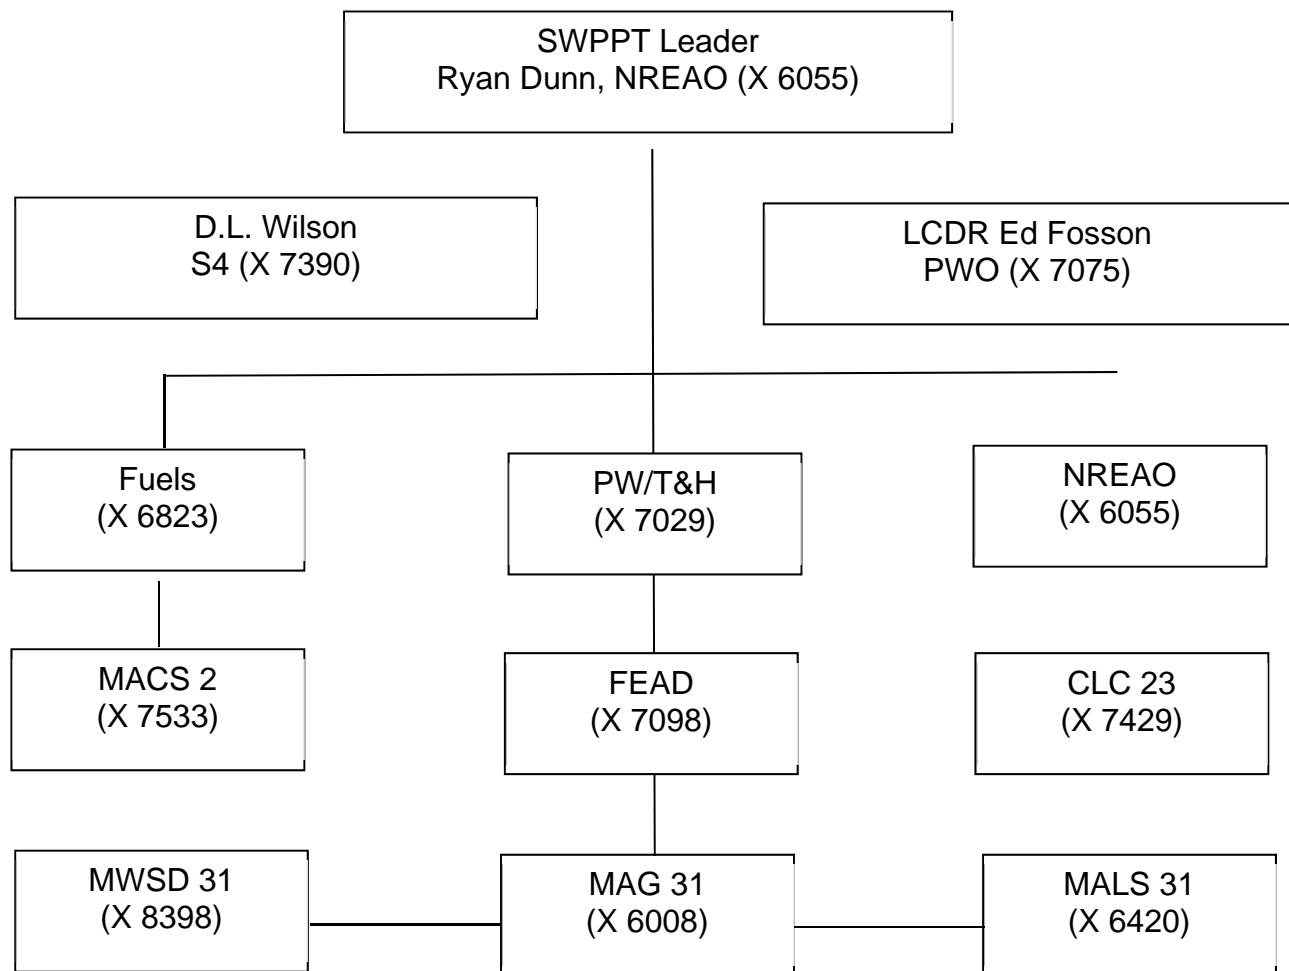 SWPPT Leader
Ryan Dunn, NREAO (X 6055)
D.L. Wilson
S4 (X 7390)
LCDR Ed Fosson
PWO (X 7075)
Fuels
(X 6823)
PW/T&H
(X 7029)
NREAO
(X 6055)
MACS 2
(X 7533)
FEAD
(X 7098)
CLC 23
(X 7429)
MWSD 31
(X 8398)
MAG 31
(X 6008)
MALS 31
(X 6420)